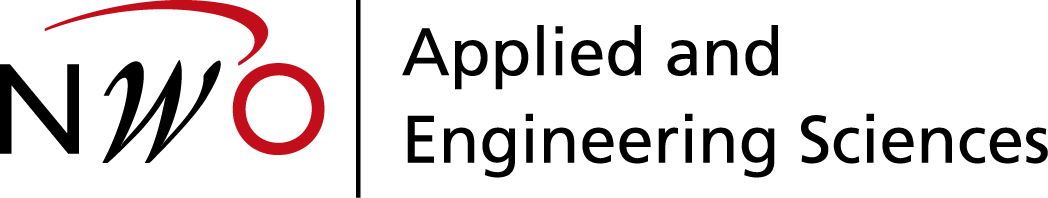 NWO
Applied and
Engineering Sciences